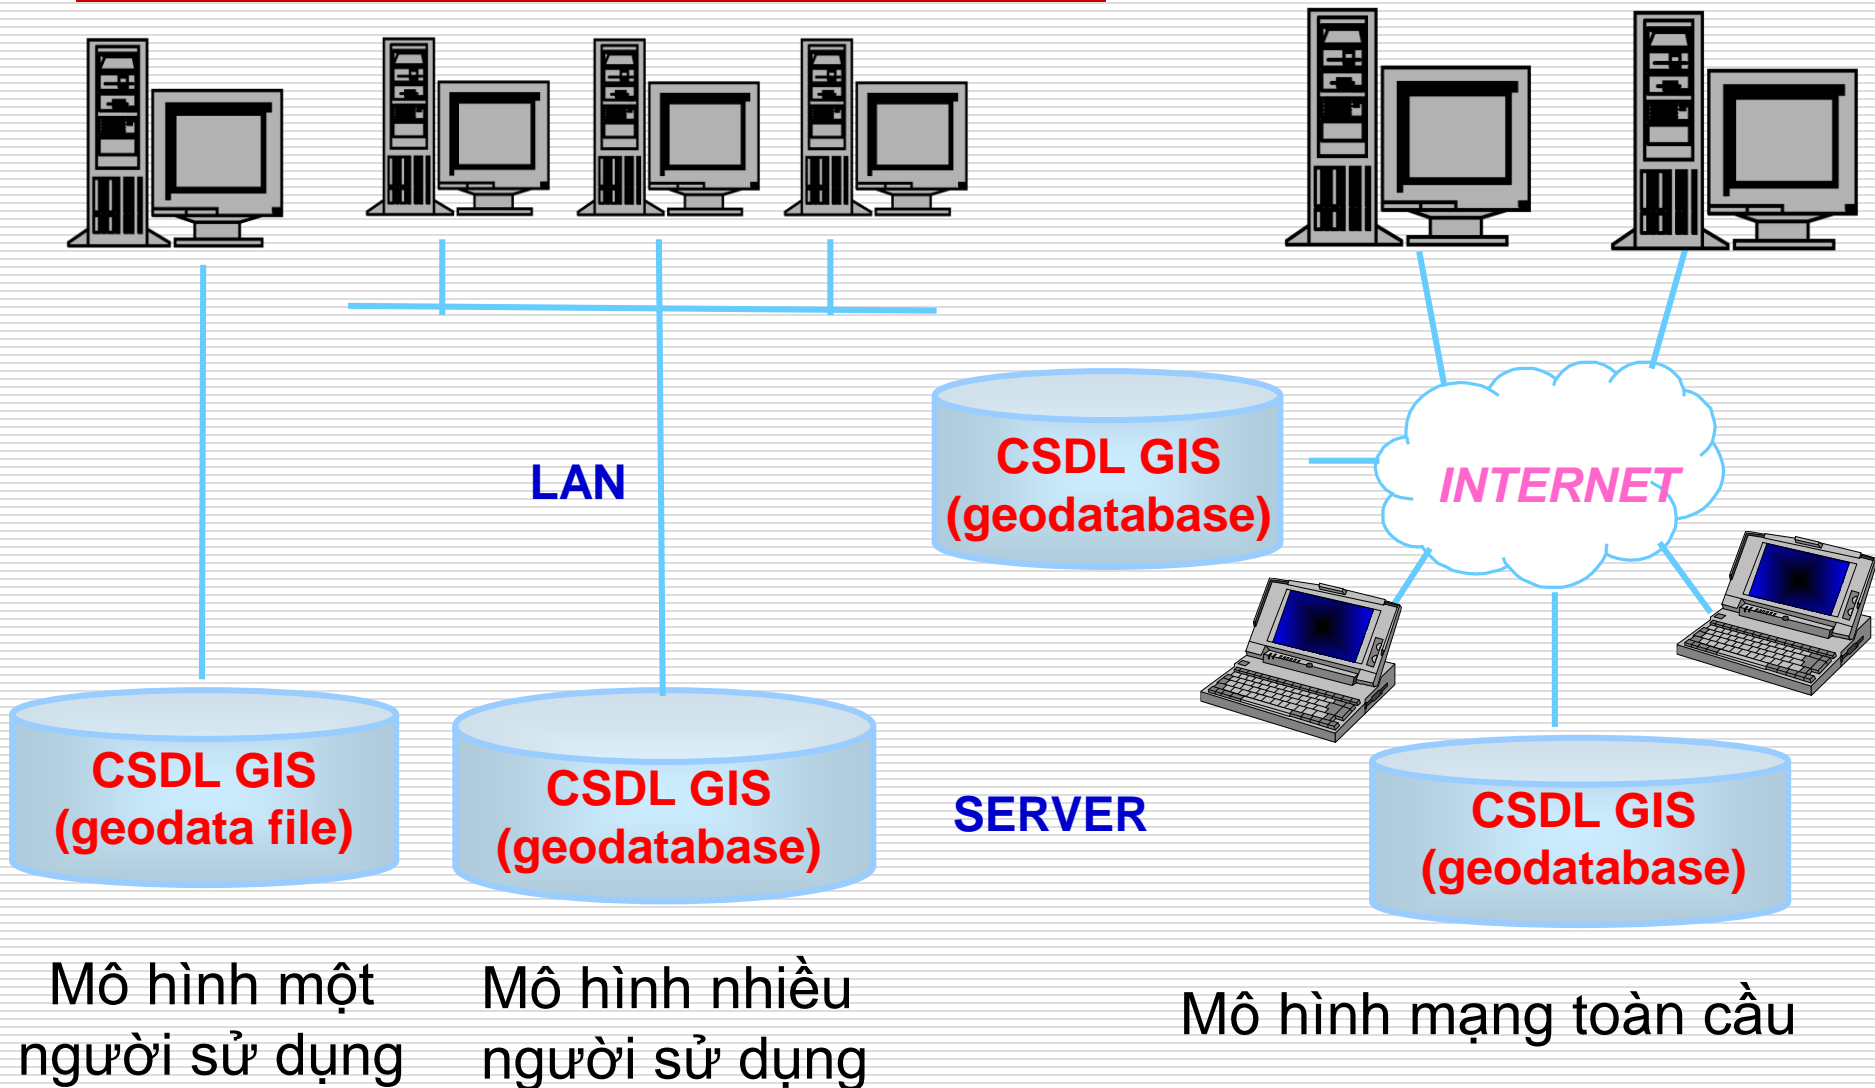 LAN
CSDL GIS
(geodatabase)
INTERNET
CSDL GIS
(geodata file)
CSDL GIS
(geodatabase)
SERVER
CSDL GIS
(geodatabase)
Mô hình một
người sử dụng
Mô hình nhiều
người sử dụng
Mô hình mạng toàn cầu